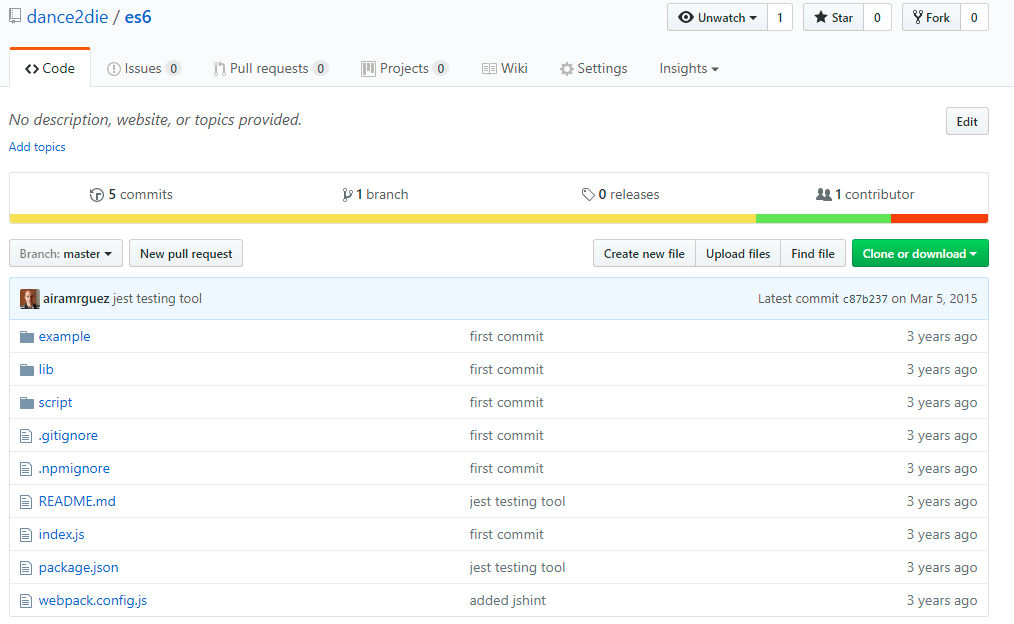 dance2die / es6 Unwatch 1 Star 0 Fork 0
Code Issues 0 Pull requests 0 Projects 0 Wiki Settings Insights
No description, website, or topics provided. Edit
Add topics
5 commits 1 branch 0 releases 1 contributor
Branch: master New pull request Create new file Upload files Find file Clone or download
airamrguez jest testing tool Latest commit c87b237 on Mar 5, 2015
example first commit 3 years ago
lib first commit 3 years ago
script first commit 3 years ago
.gitignore first commit 3 years ago
.npmignore first commit 3 years ago
README.md jest testing tool 3 years ago
index.js first commit 3 years ago
package.json jest testing tool 3 years ago
webpack.config.js added jshint 3 years ago